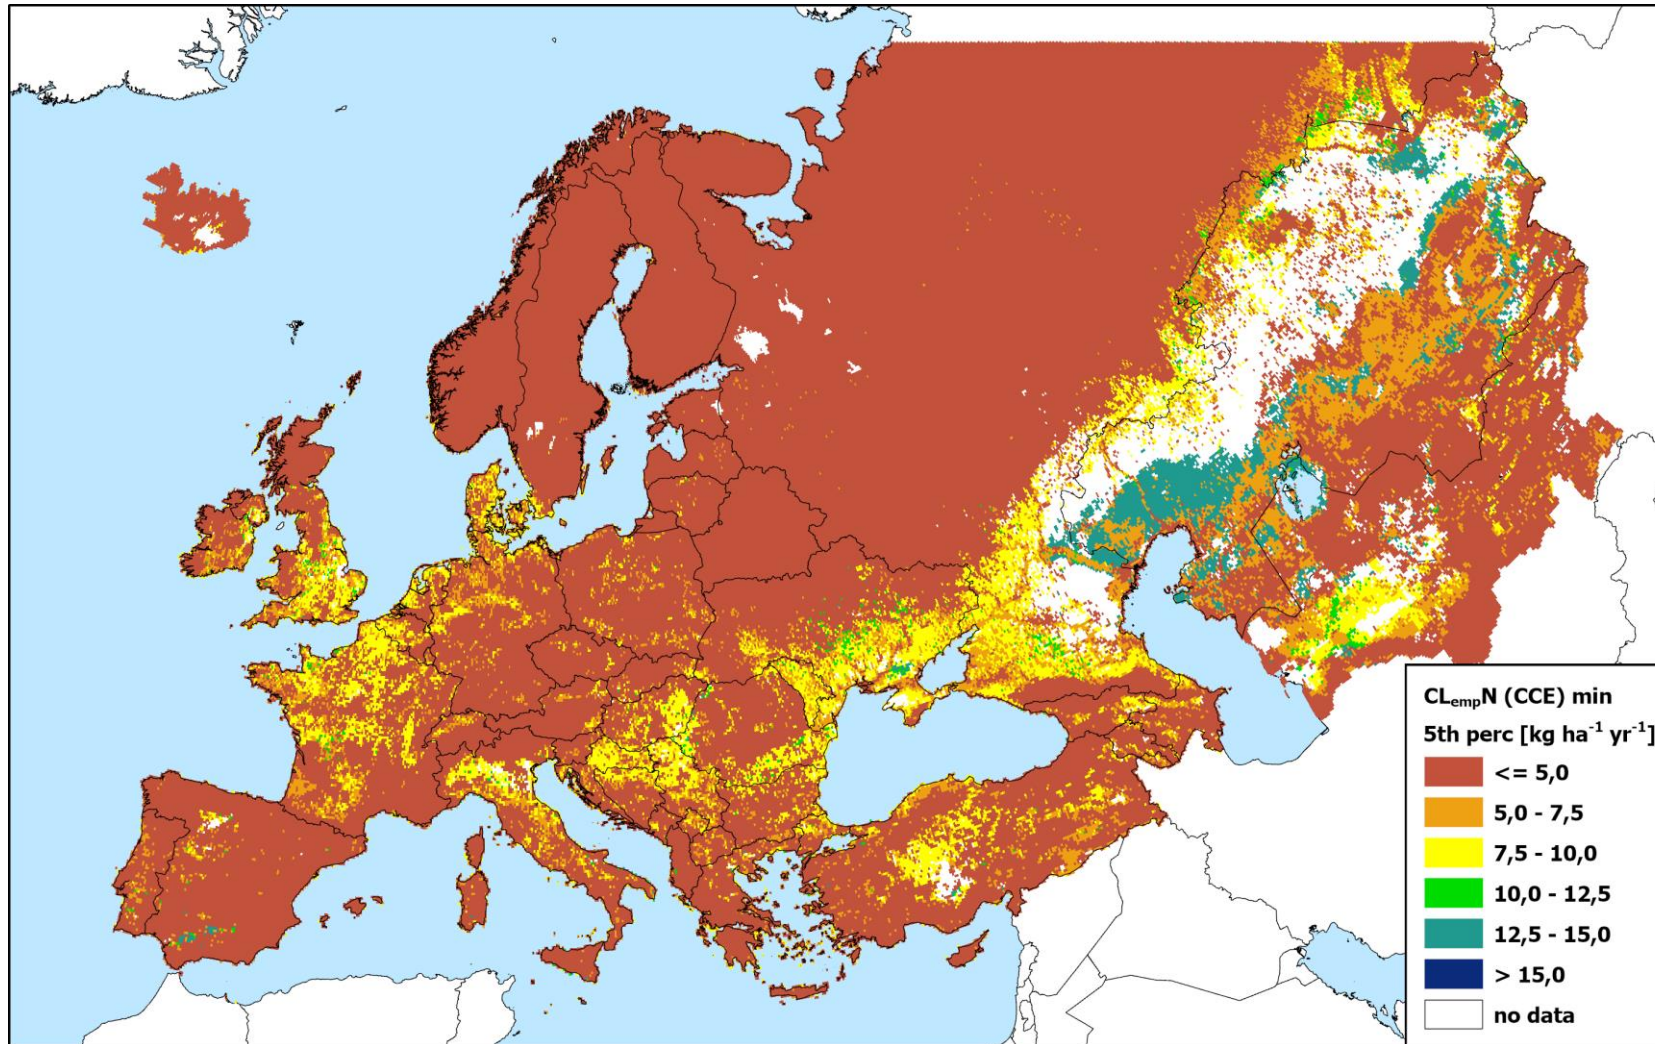 CLempN (CCE) min
5th perc [kg ha⁻¹ yr⁻¹]
<= 5,0
5,0 - 7,5
7,5 - 10,0
10,0 - 12,5
12,5 - 15,0
> 15,0
no data